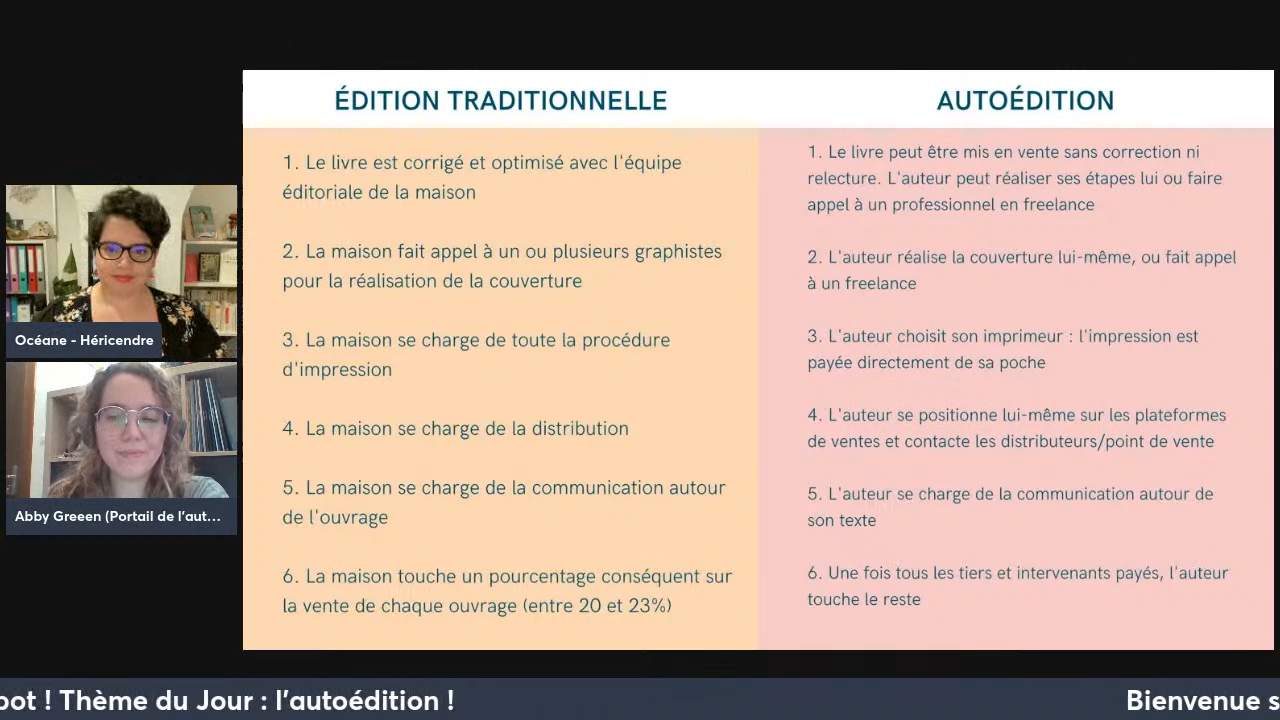 ÉDITION TRADITIONNELLE
1. Le livre est corrigé et optimisé avec l'équipe
éditoriale de la maison
2. La maison fait appel à un ou plusieurs graphistes
pour la réalisation de la couverture
3. La maison se charge de toute la procédure
d'impression
4. La maison se charge de la distribution
5. La maison se charge de la communication autour
de l'ouvrage
6. La maison touche un pourcentage conséquent sur
la vente de chaque ouvrage (entre 20 et 23%)
AUTOÉDITION
1. Le livre peut être mis en vente sans correction ni
relecture. L'auteur peut réaliser ses étapes lui ou faire
appel à un professionnel en freelance
2. L'auteur réalise la couverture lui-même, ou fait appel
à un freelance
3. L'auteur choisit son imprimeur : l'impression est
payée directement de sa poche
4. L'auteur se positionne lui-même sur les plateformes
de ventes et contacte les distributeurs/point de vente
5. L'auteur se charge de la communication autour de
son texte
6. Une fois tous les tiers et intervenants payés, l'auteur
touche le reste
Océane - Héricendre
Abby Greeen (Portail de l'aut...
! Thème du Jour : l'autoédition !
Bienvenue